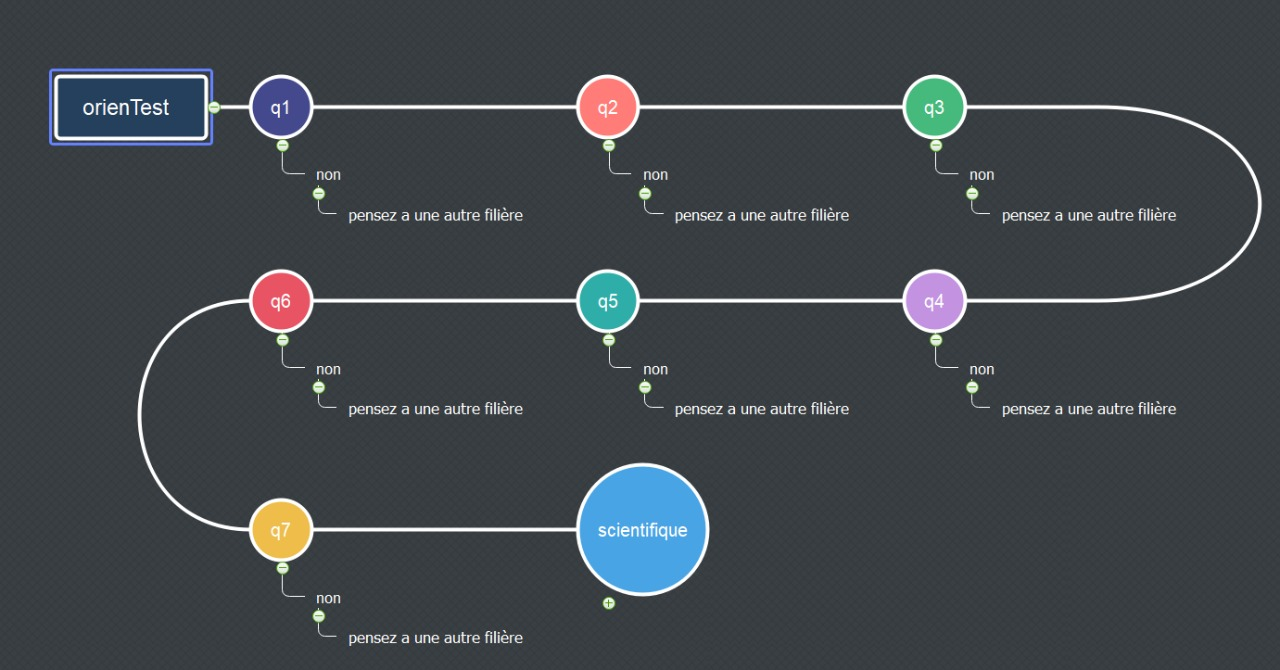 orienTest
q1
q2
q3
non
non
non
pensez a une autre filière
pensez a une autre filière
pensez a une autre filière
q6
q5
q4
non
non
non
pensez a une autre filière
pensez a une autre filière
pensez a une autre filière
q7
scientifique
non
pensez a une autre filière